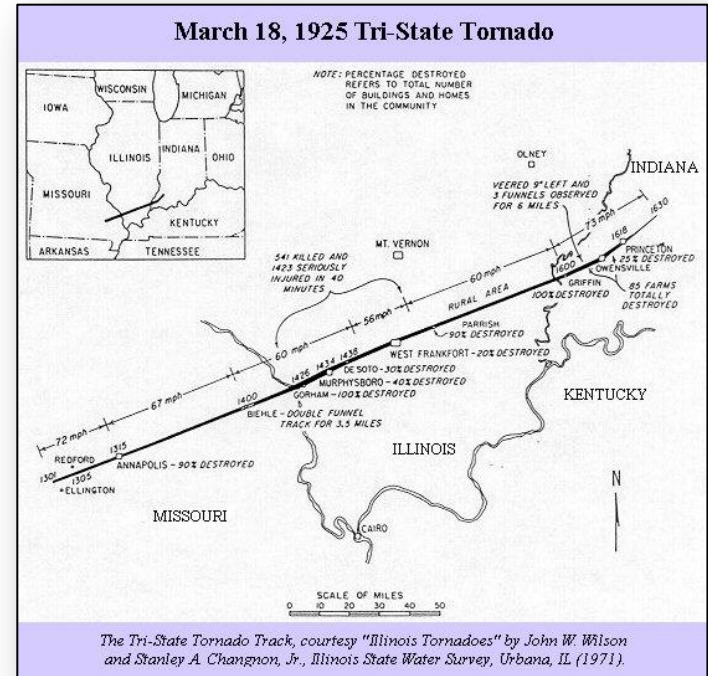 March 18, 1925 Tri-State Tornado
NOTE: PERCENTAGE DESTROYED
REFERS TO TOTAL NUMBER
OF BUILDINGS AND HOMES
IN THE COMMUNITY
WISCONSIN
MICHIGAN
IOWA
ILLINOIS
INDIANA
OHIO
MISSOURI
KENTUCKY
ARKANSAS
TENNESSEE
OLNEY
INDIANA
VEERED 9° LEFT AND
3 FUNNELS OBSERVED
FOR 6 MILES
73 mph
1630
1618
MT. VERNON
PRINCETON
25% DESTROYED
541 KILLED AND
1423 SERIOUSLY
INJURED IN 40
MINUTES
60 mph
1600
OWENSVILLE
RURAL AREA
GRIFFIN
100% DESTROYED
85 FARMS
TOTALLY
DESTROYED
56 mph
PARRISH
90% DESTROYED
60 mph
1438
WEST FRANKFORT - 20% DESTROYED
1434
DE SOTO - 30% DESTROYED
1426
MURPHYSBORO - 40% DESTROYED
GORHAM - 100% DESTROYED
KENTUCKY
67 mph
1400
BIEHLE - DOUBLE FUNNEL
TRACK FOR 3.5 MILES
72 mph
1315
ILLINOIS
REDFORD
ANNAPOLIS - 90% DESTROYED
1301
1305
ELLINGTON
N
MISSOURI
CAIRO
SCALE OF MILES
0 10 20 30 40 50
The Tri-State Tornado Track, courtesy "Illinois Tornadoes" by John W. Wilson
and Stanley A. Changnon, Jr., Illinois State Water Survey, Urbana, IL (1971).